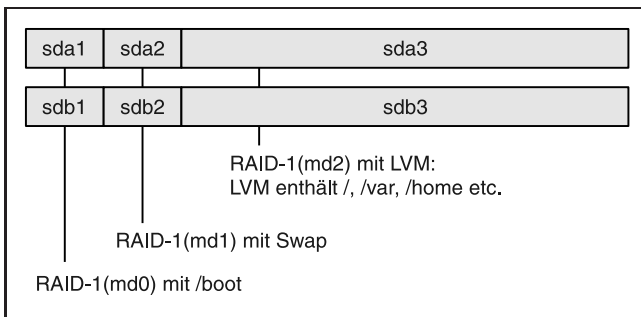 sda1 sda2 sda3
sdb1 sdb2 sdb3
RAID-1(md2) mit LVM:
LVM enthält /, /var, /home etc.
RAID-1(md1) mit Swap
RAID-1(md0) mit /boot